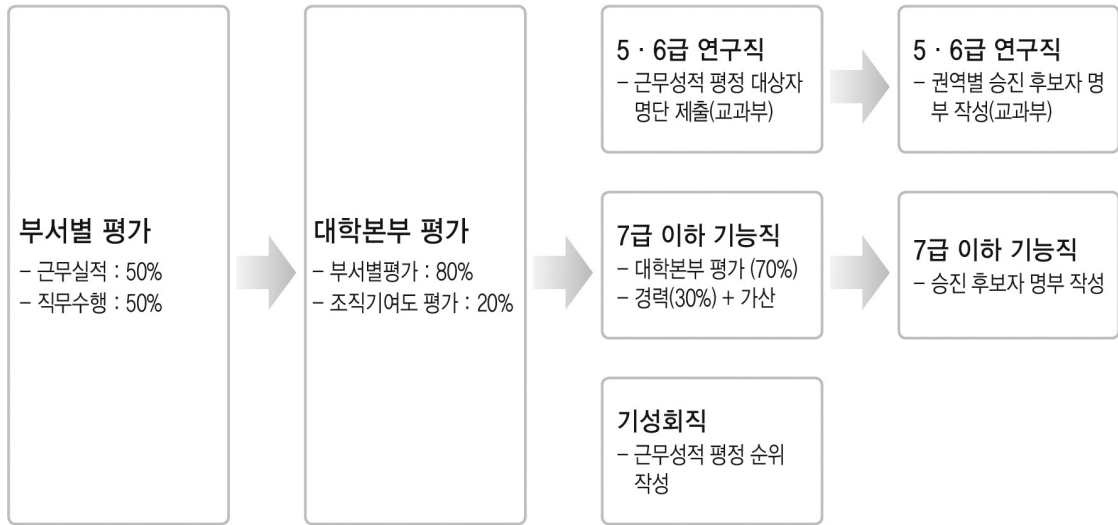 부서별 평가
– 근무실적 : 50%
– 직무수행 : 50%
대학본부 평가
– 부서별평가 : 80%
– 조직기여도 평가 : 20%
5 · 6급 연구직
– 근무성적 평정 대상자
명단 제출(교과부)
5 · 6급 연구직
– 권역별 승진 후보자 명
부 작성(교과부)
7급 이하 기능직
– 대학본부 평가 (70%)
– 경력(30%) + 가산
7급 이하 기능직
– 승진 후보자 명부 작성
기성회직
– 근무성적 평정 순위
작성